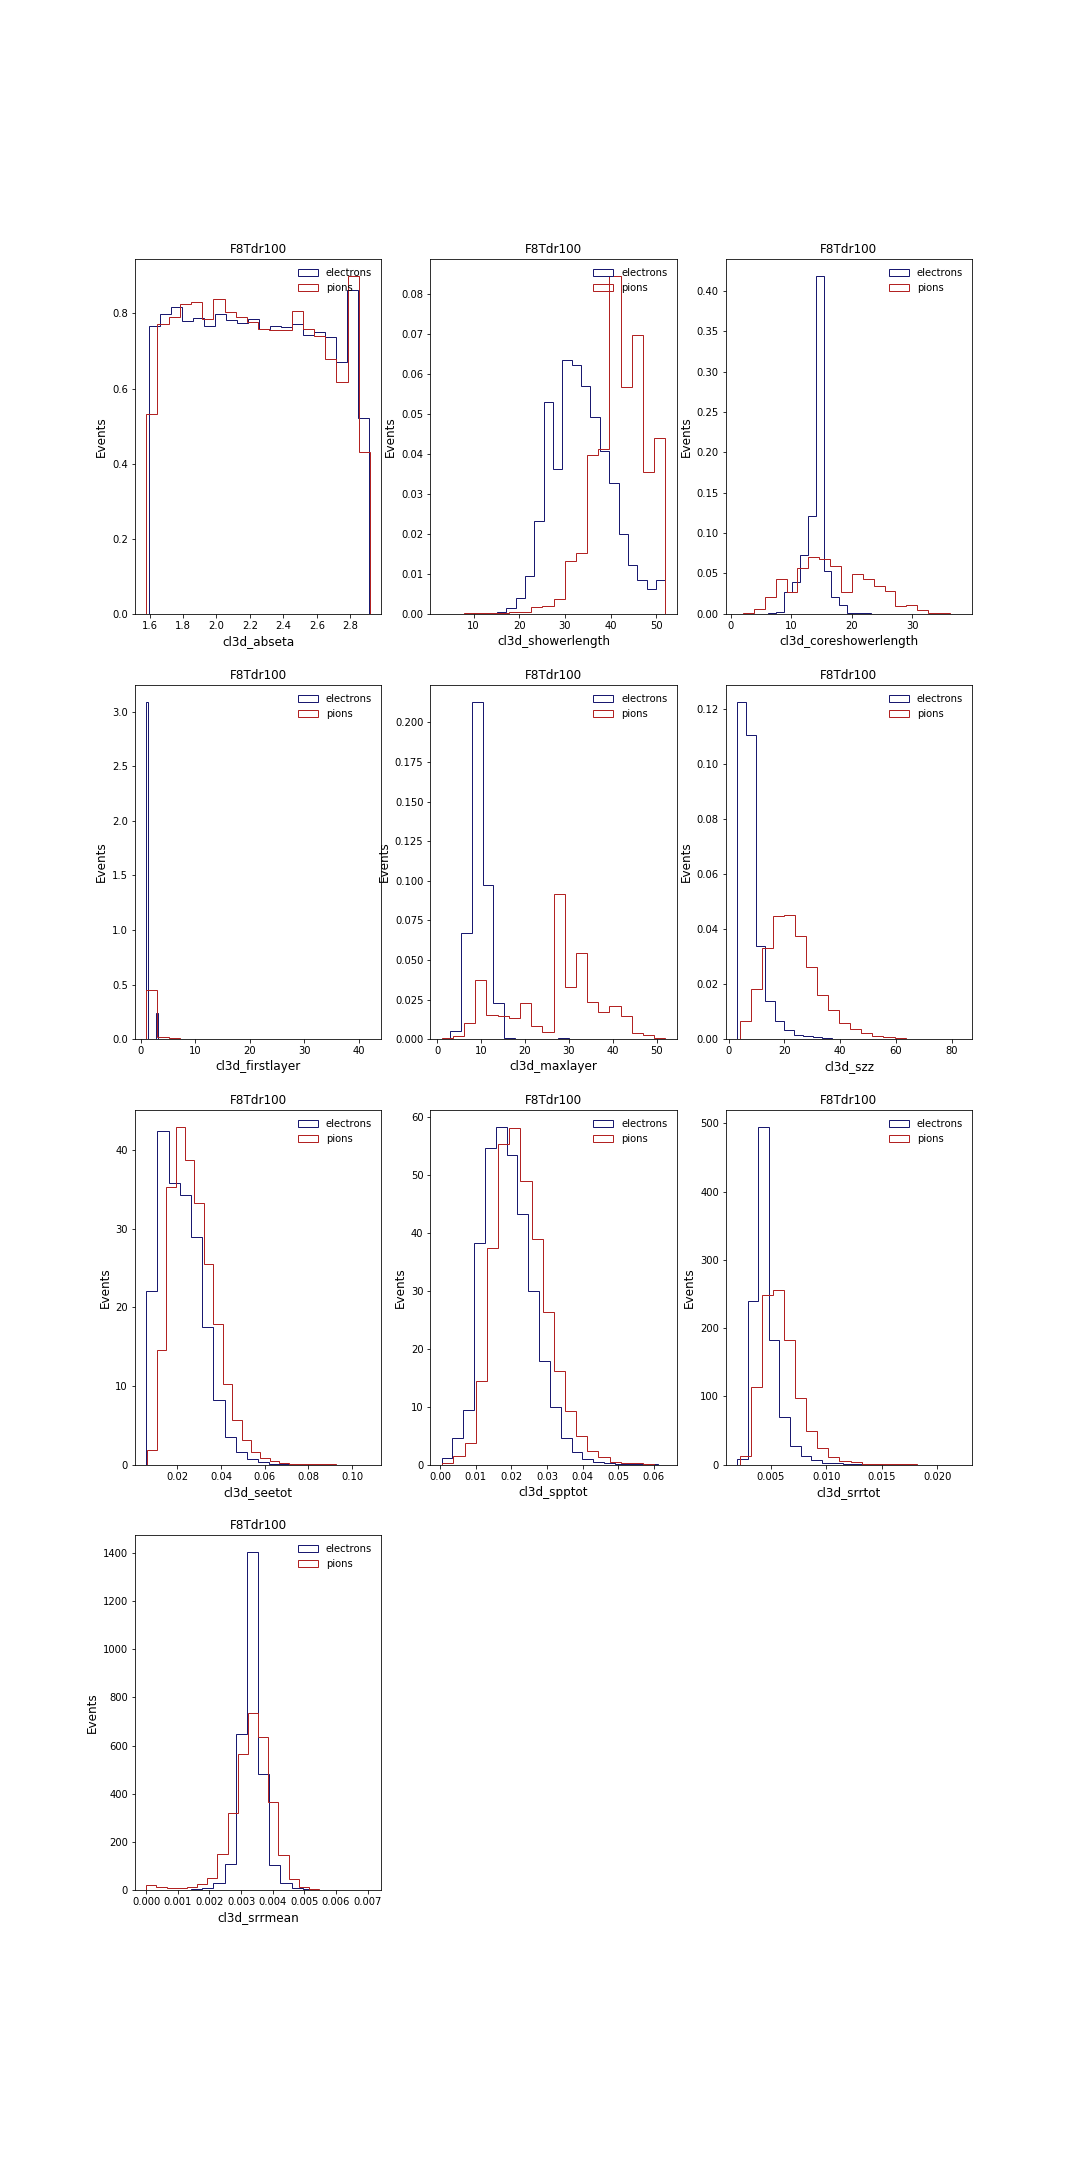 F8Tdr100
electrons
pions
Events
0.0
0.2
0.4
0.6
0.8
1.6
1.8
2.0
2.2
2.4
2.6
2.8
cl3d_abseta
F8Tdr100
electrons
pions
Events
0.00
0.01
0.02
0.03
0.04
0.05
0.06
0.07
0.08
10
20
30
40
50
cl3d_showerlength
F8Tdr100
electrons
pions
Events
0.00
0.05
0.10
0.15
0.20
0.25
0.30
0.35
0.40
0
10
20
30
cl3d_coreshowerlength
F8Tdr100
electrons
pions
Events
0.0
0.5
1.0
1.5
2.0
2.5
3.0
0
10
20
30
40
cl3d_firstlayer
F8Tdr100
electrons
pions
Events
0.000
0.025
0.050
0.075
0.100
0.125
0.150
0.175
0.200
0
10
20
30
40
50
cl3d_maxlayer
F8Tdr100
electrons
pions
Events
0.00
0.02
0.04
0.06
0.08
0.10
0.12
0
20
40
60
80
cl3d_szz
F8Tdr100
electrons
pions
Events
0
10
20
30
40
0.02
0.04
0.06
0.08
0.10
cl3d_seetot
F8Tdr100
electrons
pions
Events
0
10
20
30
40
50
60
0.00
0.01
0.02
0.03
0.04
0.05
0.06
cl3d_spptot
F8Tdr100
electrons
pions
Events
0
100
200
300
400
500
0.005
0.010
0.015
0.020
cl3d_srrtot
F8Tdr100
electrons
pions
Events
0
200
400
600
800
1000
1200
1400
0.000
0.001
0.002
0.003
0.004
0.005
0.006
0.007
cl3d_srrmean